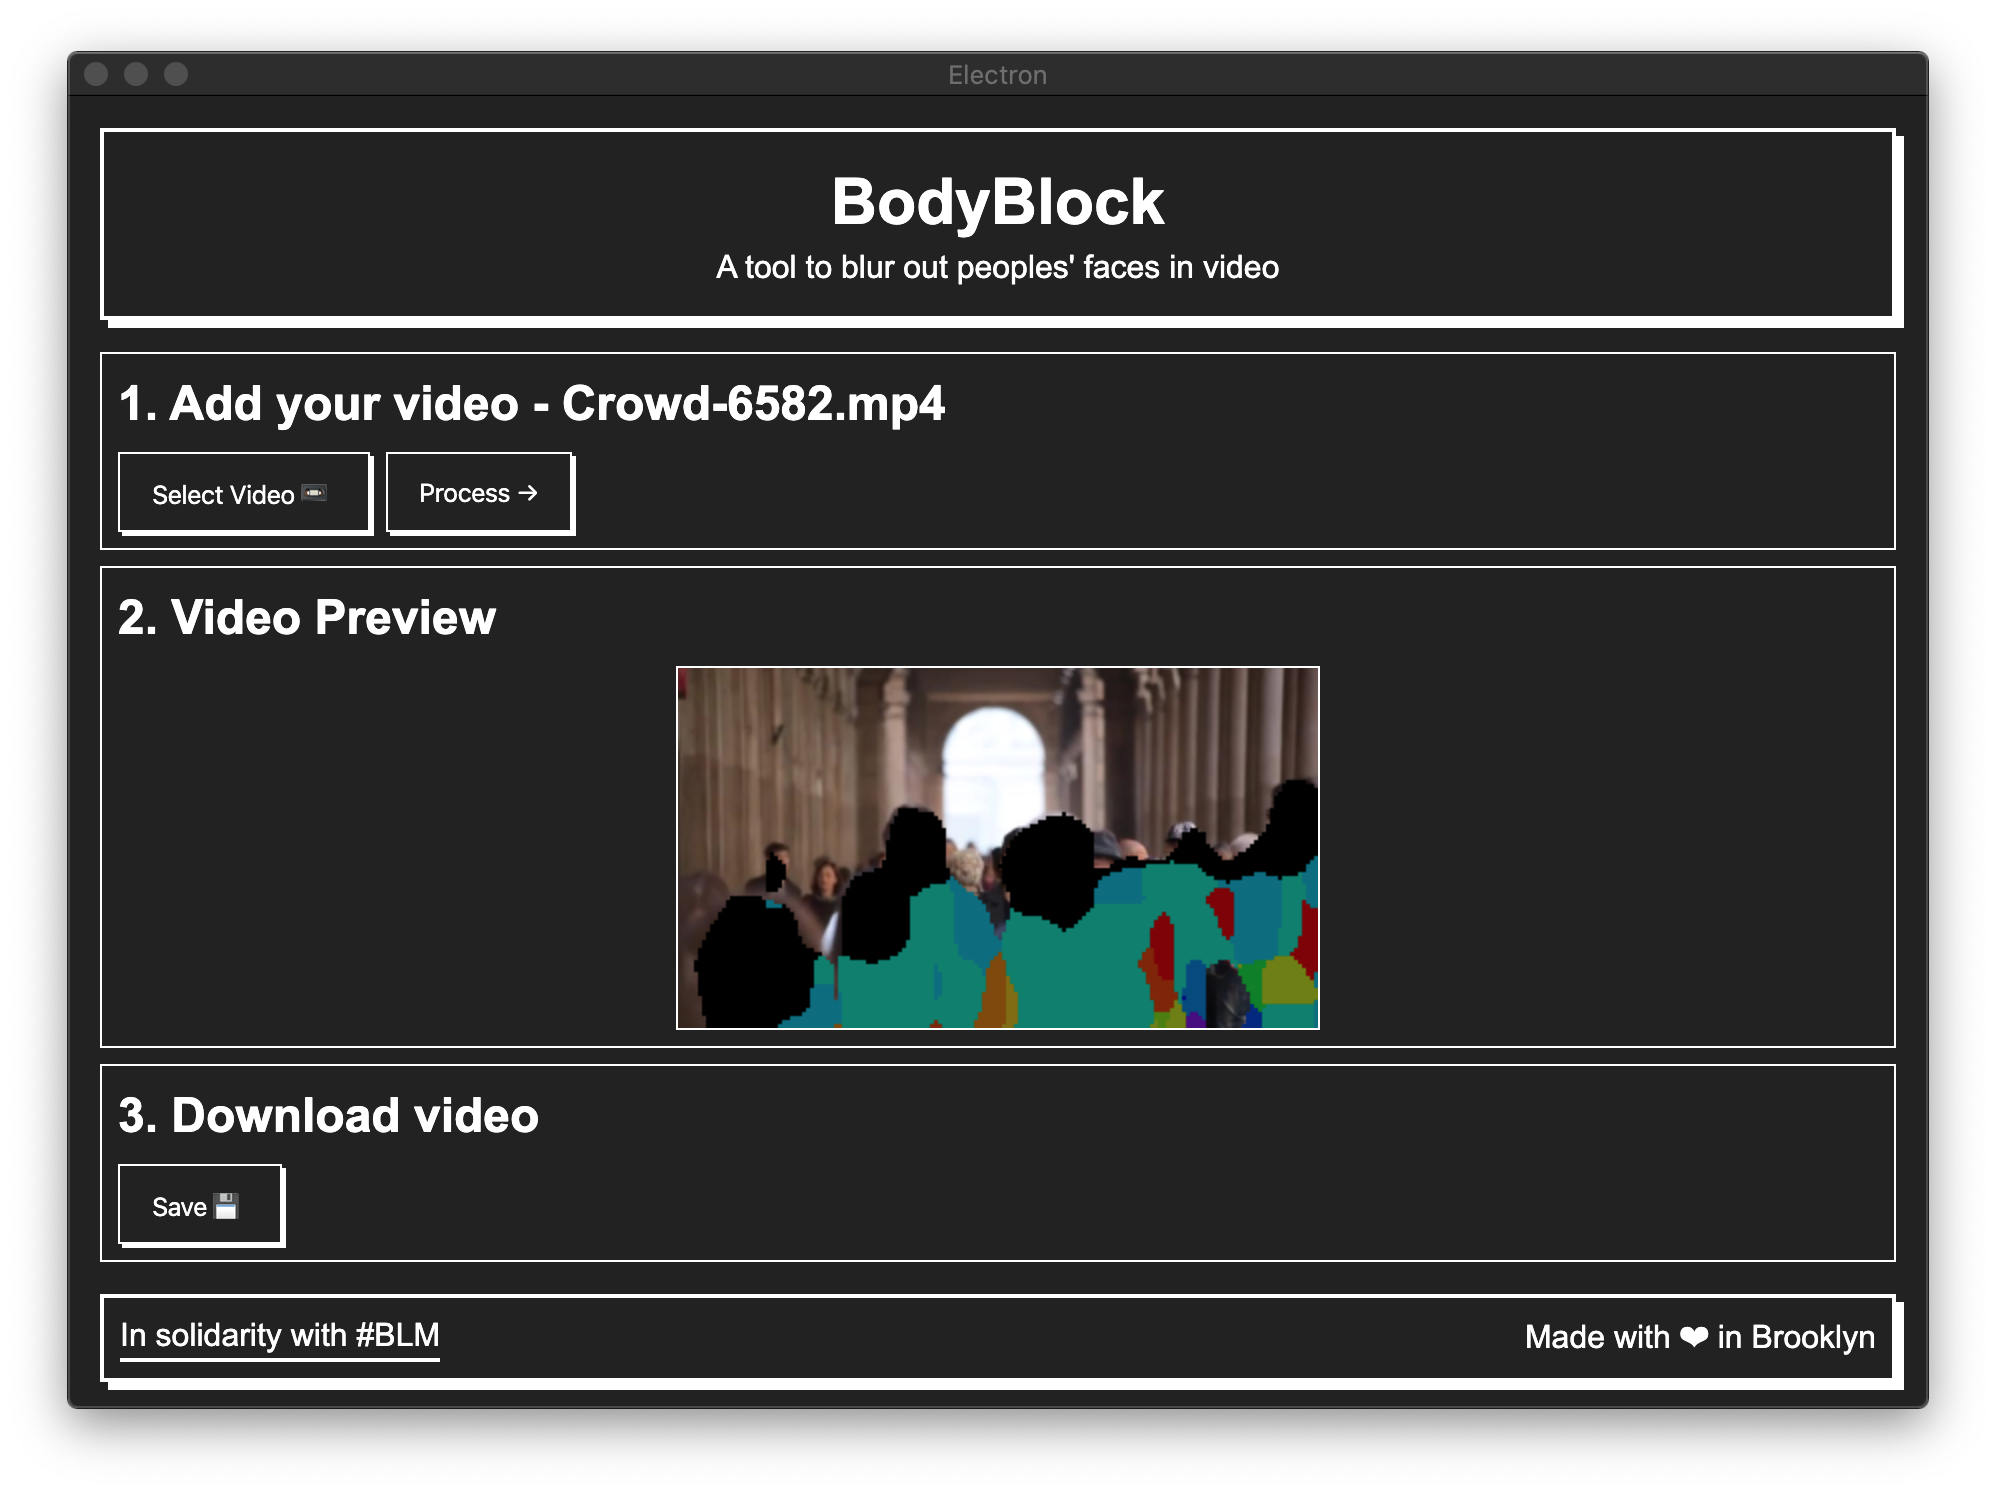 Electron
BodyBlock
A tool to blur out peoples' faces in video
1. Add your video - Crowd-6582.mp4
Select Video 📼
Process →
2. Video Preview
3. Download video
Save 💾
In solidarity with #BLM
Made with ❤ in Brooklyn